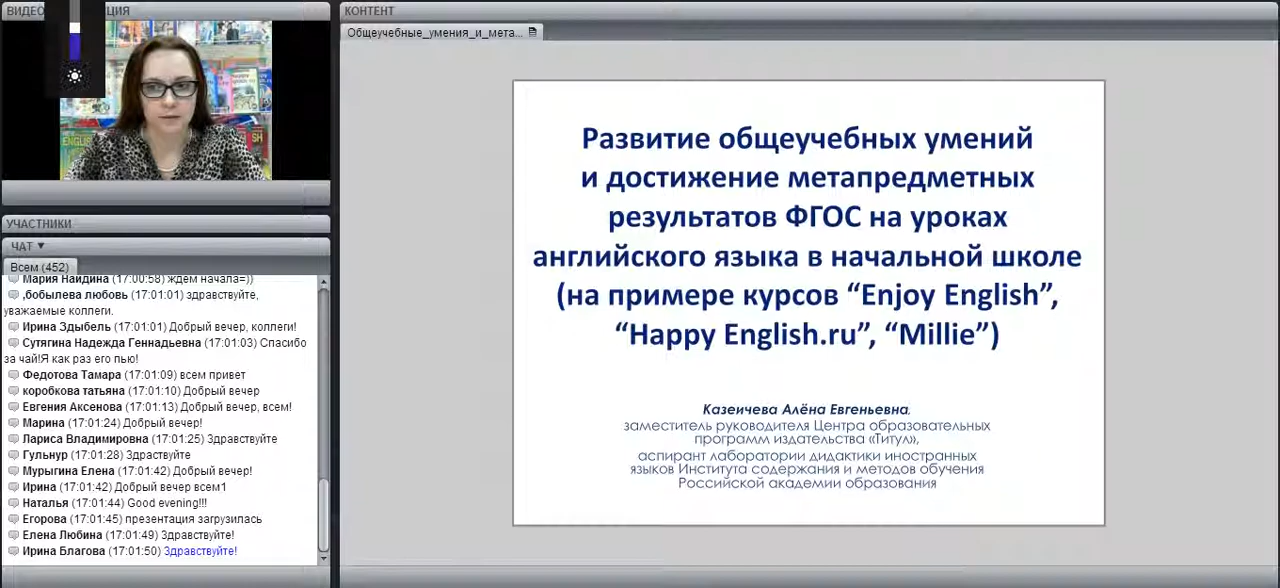 ВИДЕО
ЦИЯ
КОНТЕНТ
Общеучебные_умения_и_мета...
ENGLISH
SH
УЧАСТНИКИ
ЧАТ
Всем (452)
Мария Найдина (17:00:58) ждем начала=))
,бобылева любовь (17:01:01) здравствуйте,
уважаемые коллеги.
Ирина Здыбель (17:01:01) Добрый вечер, коллеги!
Сутягина Надежда Геннадьевна (17:01:03) Спасибо
за чай!Я как раз его пью!
Федотова Тамара (17:01:09) всем привет
коробкова татьяна (17:01:10) Добрый вечер
Евгения Аксенова (17:01:13) Добрый вечер, всем!
Марина (17:01:24) Добрый вечер!
Лариса Владимировна (17:01:25) Здравствуйте
Гульнур (17:01:28) Здраствуйте
Мурыгина Елена (17:01:42) Добрый вечер!
Ирина (17:01:42) Добрый вечер всем1
Наталья (17:01:44) Good evening!!!
Егорова (17:01:45) презентация загрузилась
Елена Любина (17:01:49) Здравствуйте!
Ирина Благова (17:01:50) Здравствуйте!
Развитие общеучебных умений
и достижение метапредметных
результатов ФГОС на уроках
английского языка в начальной школе
(на примере курсов “Enjoy English”,
“Happy English.ru”, “Millie”)
Казеичева Алёна Евгеньевна,
заместитель руководителя Центра образовательных
программ издательства «Титул»,
аспирант лаборатории дидактики иностранных
языков Института содержания и методов обучения
Российской академии образования